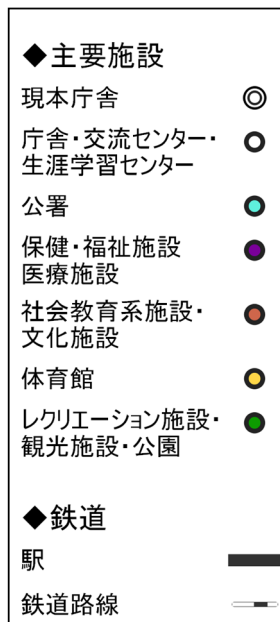 ◆主要施設
現本庁舎
庁舎・交流センター・
生涯学習センター
公署
保健・福祉施設
医療施設
社会教育系施設・
文化施設
体育館
レクリエーション施設・
観光施設・公園
◆鉄道
駅
鉄道路線